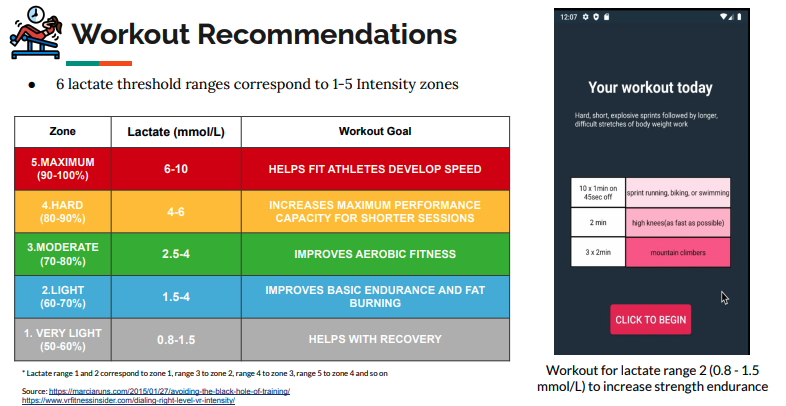 Workout Recommendations
● 6 lactate threshold ranges correspond to 1-5 Intensity zones
Zone Lactate (mmol/L) Workout Goal
5.MAXIMUM
(90-100%)
6-10
HELPS FIT ATHLETES DEVELOP SPEED
4.HARD
(80-90%)
4-6
INCREASES MAXIMUM PERFORMANCE
CAPACITY FOR SHORTER SESSIONS
3.MODERATE
(70-80%)
2.5-4
IMPROVES AEROBIC FITNESS
2.LIGHT
(60-70%)
1.5-4
IMPROVES BASIC ENDURANCE AND FAT
BURNING
1. VERY LIGHT
(50-60%)
0.8-1.5
HELPS WITH RECOVERY
* Lactate range 1 and 2 correspond to zone 1, range 3 to zone 2, range 4 to zone 3, range 5 to zone 4 and so on
Source: https://marciaruns.com/2015/01/27/avoiding-the-black-hole-of-training/
https://www.vrfitnessinsider.com/dialing-right-level-vr-intensity/
12:07
Your workout today
Hard, short, explosive sprints followed by longer,
difficult stretches of body weight work
10 x 1min on
45sec off
sprint running, biking, or swimming
2 min
high knees(as fast as possible)
3 x 2min
mountain climbers
CLICK TO BEGIN
Workout for lactate range 2 (0.8 - 1.5
mmol/L) to increase strength endurance